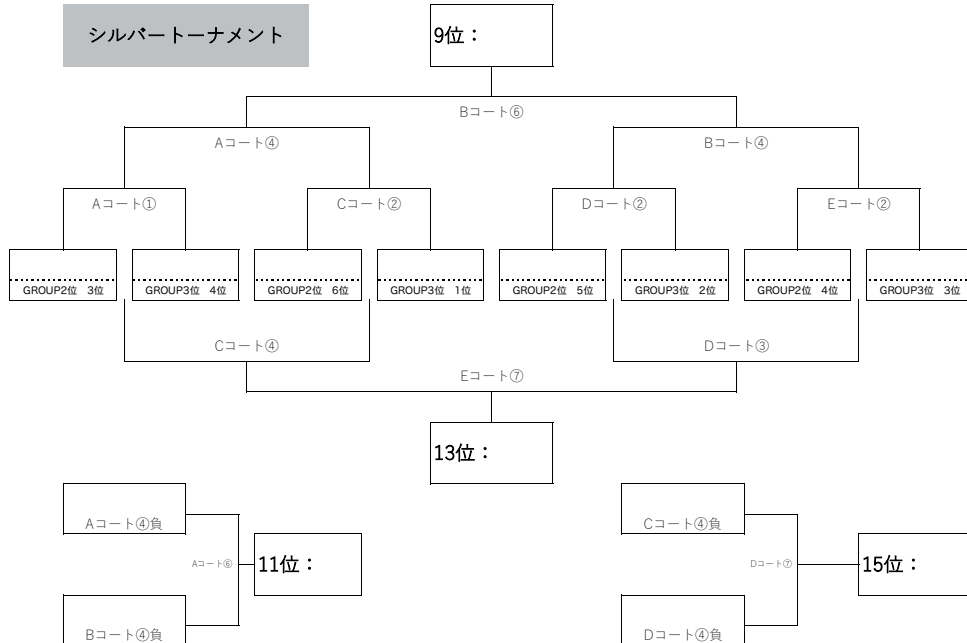 シルバートーナメント
9位：
Bコート⑥
Aコート④
Bコート④
Aコート①
Cコート②
Dコート②
Eコート②
GROUP2位 3位
GROUP3位 4位
GROUP2位 6位
GROUP3位 1位
GROUP2位 5位
GROUP3位 2位
GROUP2位 4位
GROUP3位 3位
Cコート④
Dコート③
Eコート⑦
13位：
Aコート④負
Cコート④負
Aコート⑥
11位：
Dコート⑦
15位：
Bコート④負
Dコート④負